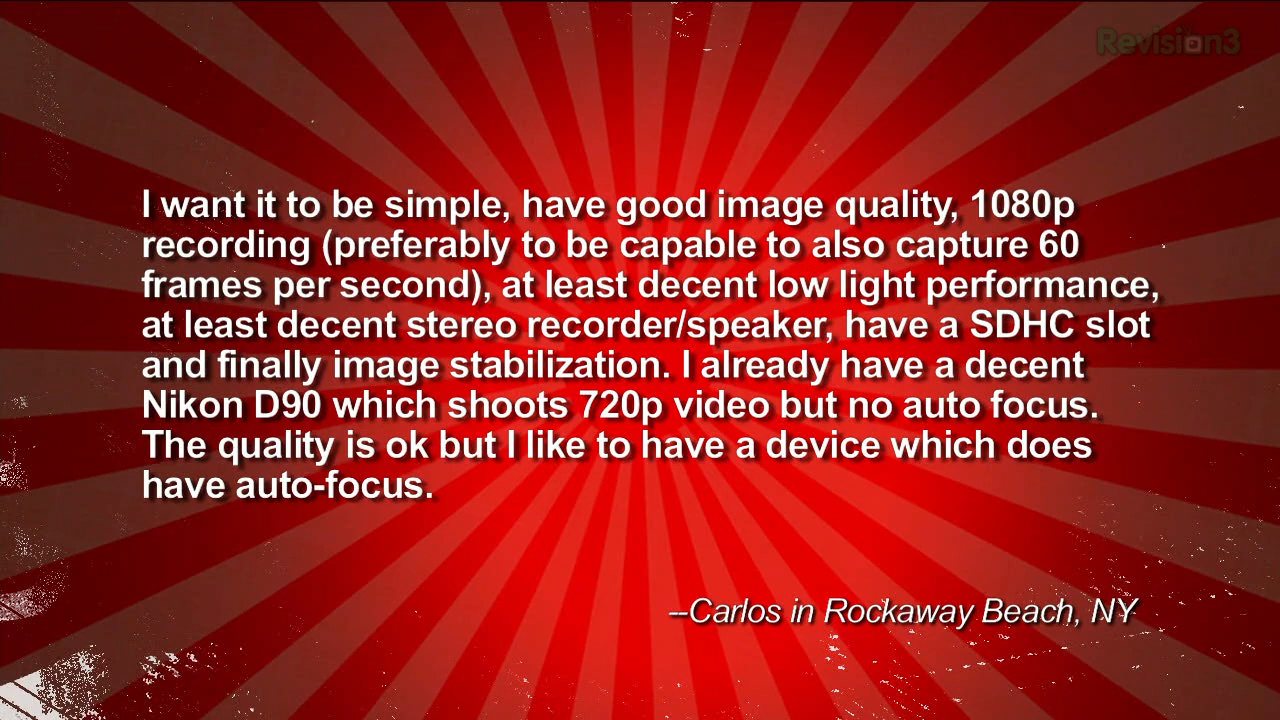 Revision3
I want it to be simple, have good image quality, 1080p
recording (preferably to be capable to also capture 60
frames per second), at least decent low light performance,
at least decent stereo recorder/speaker, have a SDHC slot
and finally image stabilization. I already have a decent
Nikon D90 which shoots 720p video but no auto focus.
The quality is ok but I like to have a device which does
have auto-focus.
--Carlos in Rockaway Beach, NY